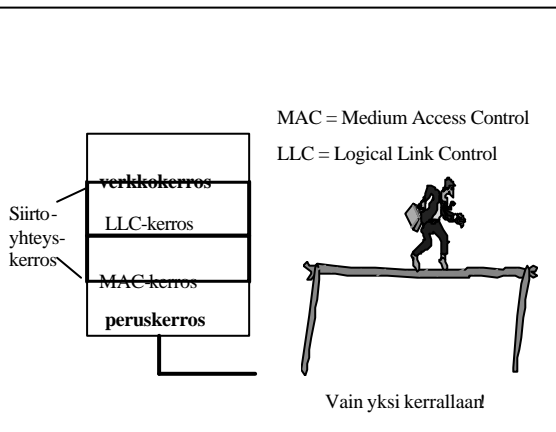 MAC = Medium Access Control
LLC = Logical Link Control
verkkokerros
Siirto-
yhteys-
kerros
LLC-kerros
MAC-kerros
peruskerros
Vain yksi kerrallaan!